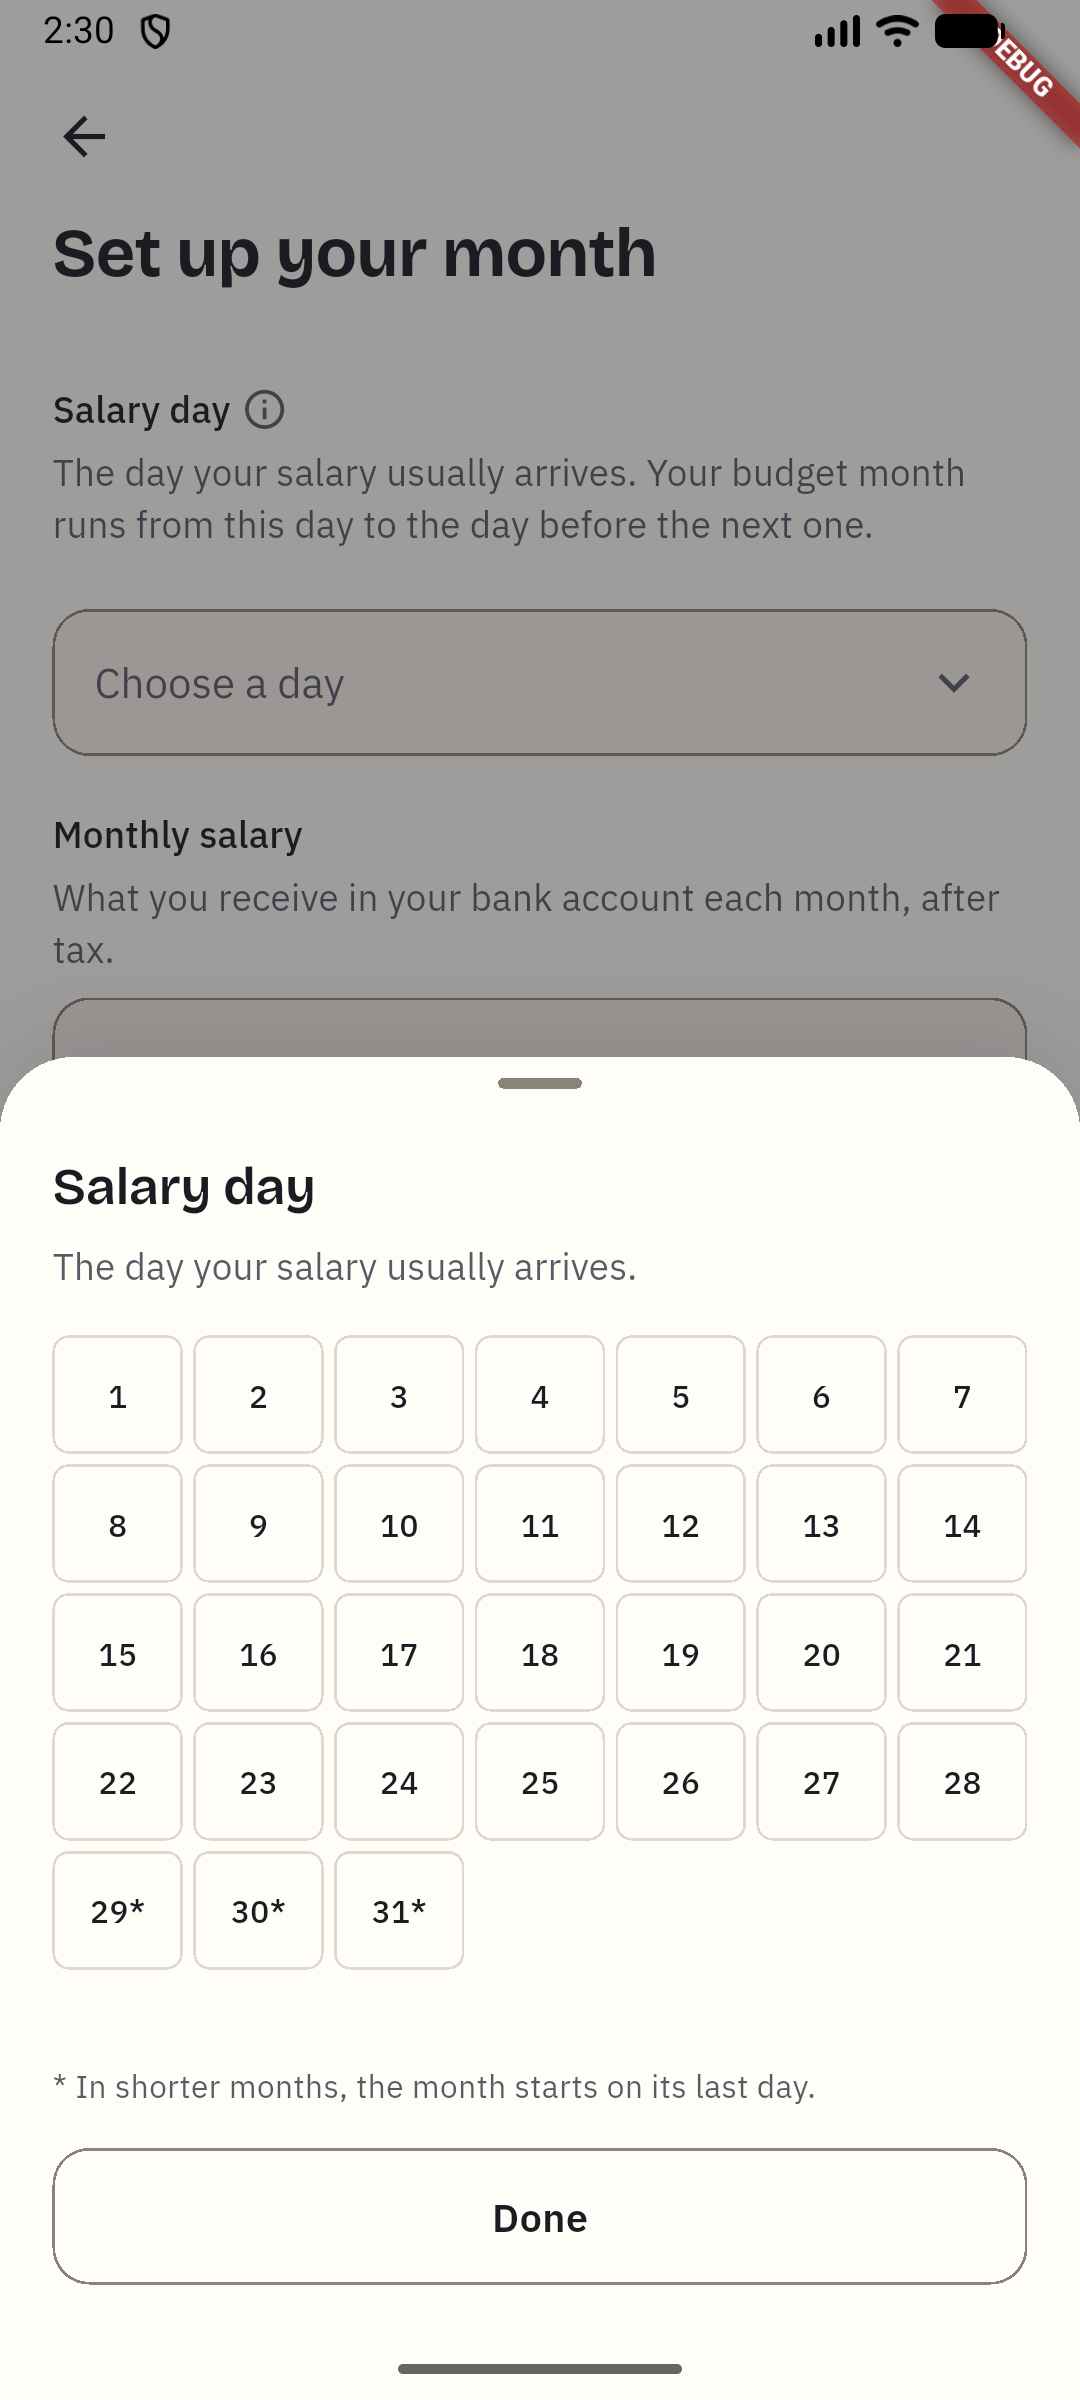 2:30
EBUG
Set up your month
Salary day
The day your salary usually arrives. Your budget month
runs from this day to the day before the next one.
Choose a day
Monthly salary
What you receive in your bank account each month, after
tax.
Salary day
The day your salary usually arrives.
1 2 3 4 5 6 7
8 9 10 11 12 13 14
15 16 17 18 19 20 21
22 23 24 25 26 27 28
29* 30* 31*
* In shorter months, the month starts on its last day.
Done